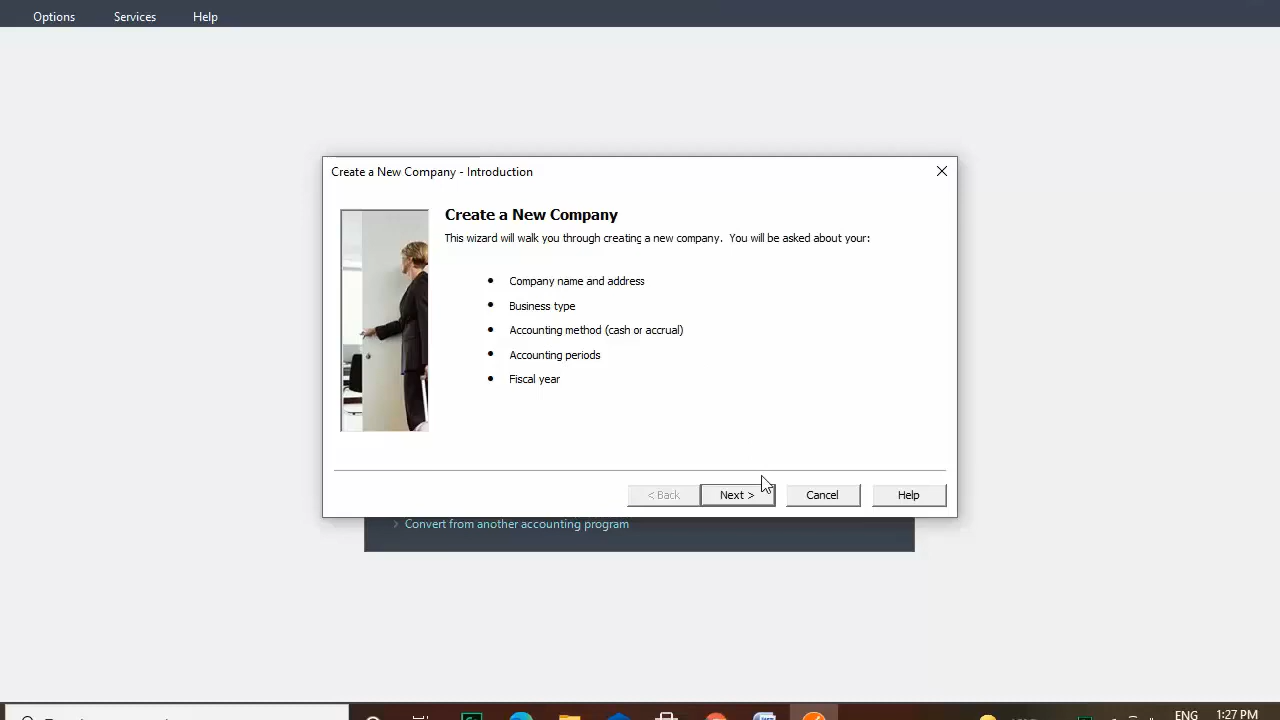 Options Services Help
Create a New Company - Introduction
Create a New Company
This wizard will walk you through creating a new company. You will be asked about your:
• Company name and address
• Business type
• Accounting method (cash or accrual)
• Accounting periods
• Fiscal year
< Back Next > Cancel Help
› Convert from another accounting program
ENG 1:27 PM